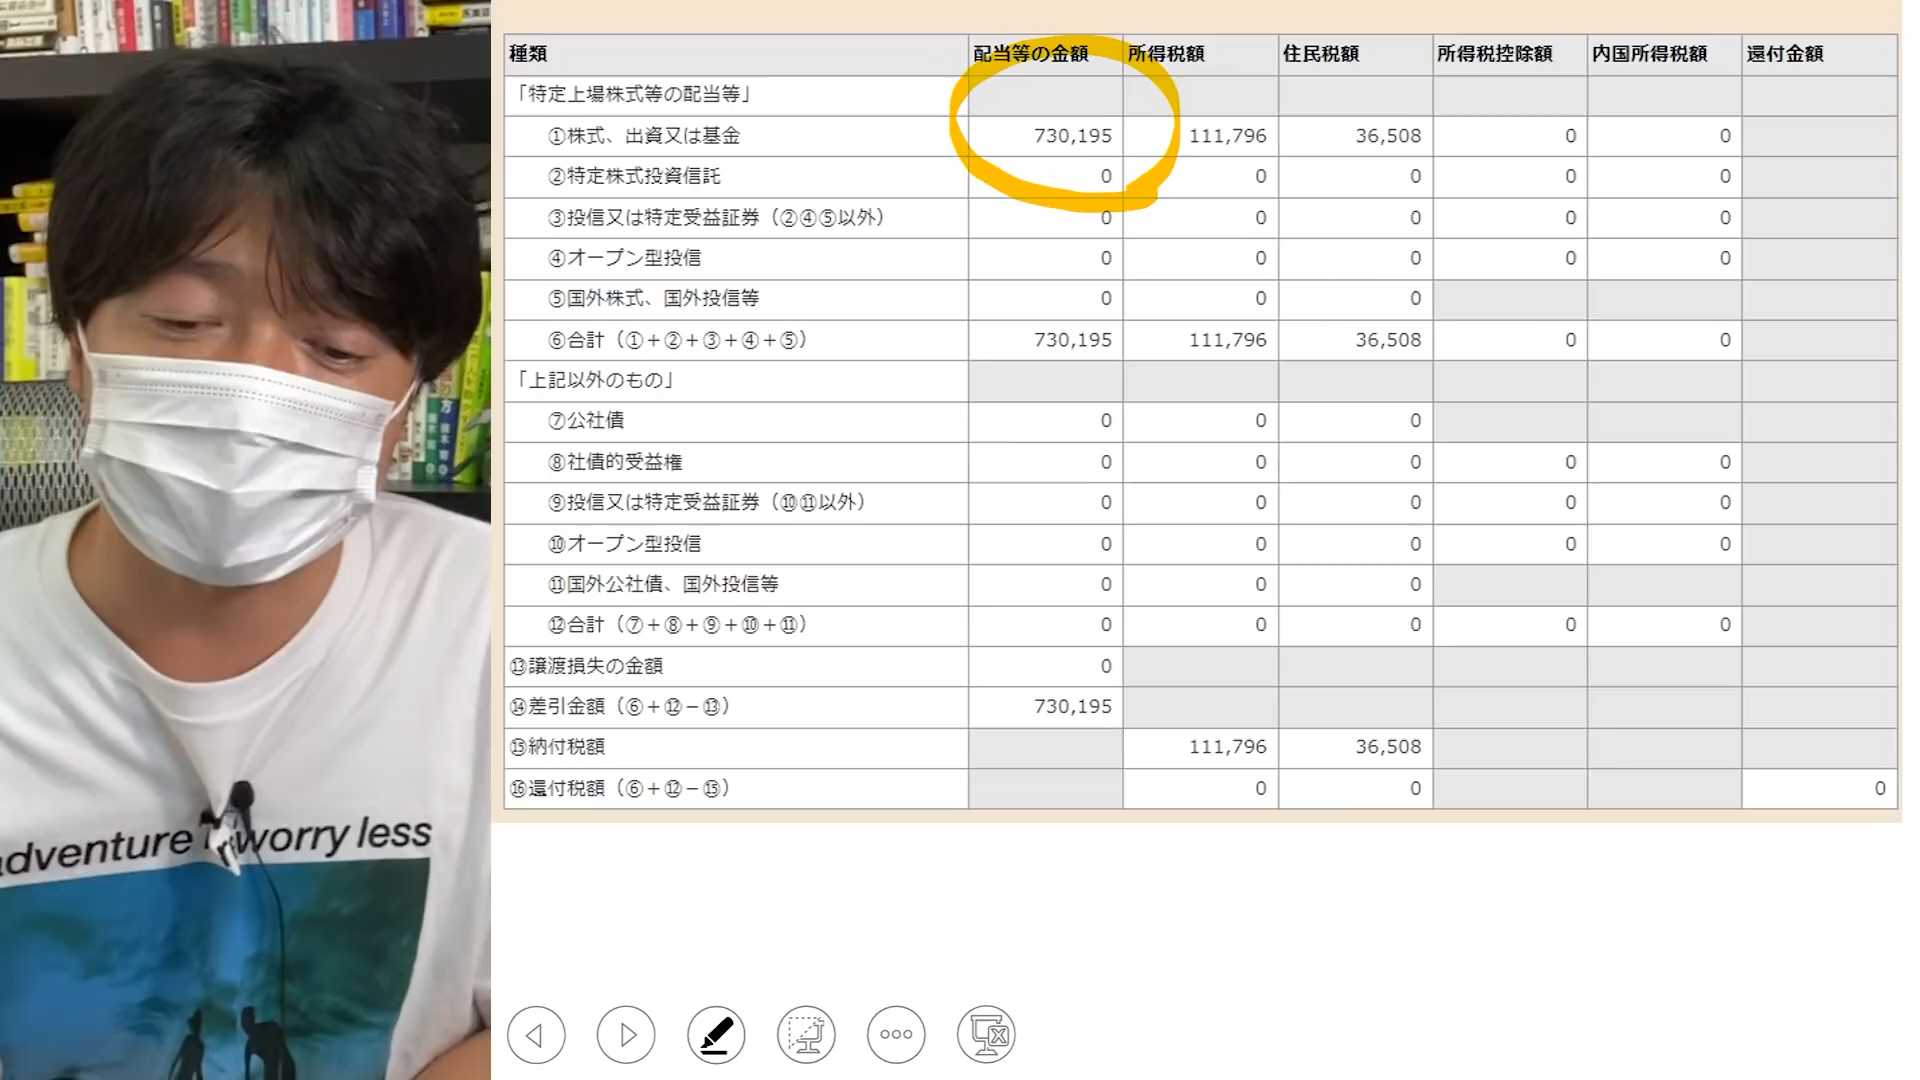 種類 配当等の金額 所得税額 住民税額 所得税控除額 内国所得税額 還付金額
「特定上場株式等の配当等」
①株式、出資又は基金 730,195 111,796 36,508 0 0
②特定株式投資信託 0 0 0 0 0
③投信又は特定受益証券（②④⑤以外） 0 0 0 0 0
④オープン型投信 0 0 0 0 0
⑤国外株式、国外投信等 0 0 0
⑥合計（①＋②＋③＋④＋⑤） 730,195 111,796 36,508 0 0
「上記以外のもの」
⑦公社債 0 0 0
⑧社債的受益権 0 0 0 0 0
⑨投信又は特定受益証券（⑩⑪以外） 0 0 0 0 0
⑩オープン型投信 0 0 0 0 0
⑪国外公社債、国外投信等 0 0 0
⑫合計（⑦＋⑧＋⑨＋⑩＋⑪） 0 0 0 0 0
⑬譲渡損失の金額 0
⑭差引金額（⑥＋⑫－⑬） 730,195
⑮納付税額 111,796 36,508
⑯還付税額（⑥＋⑫－⑮） 0 0 0
adventure worry less